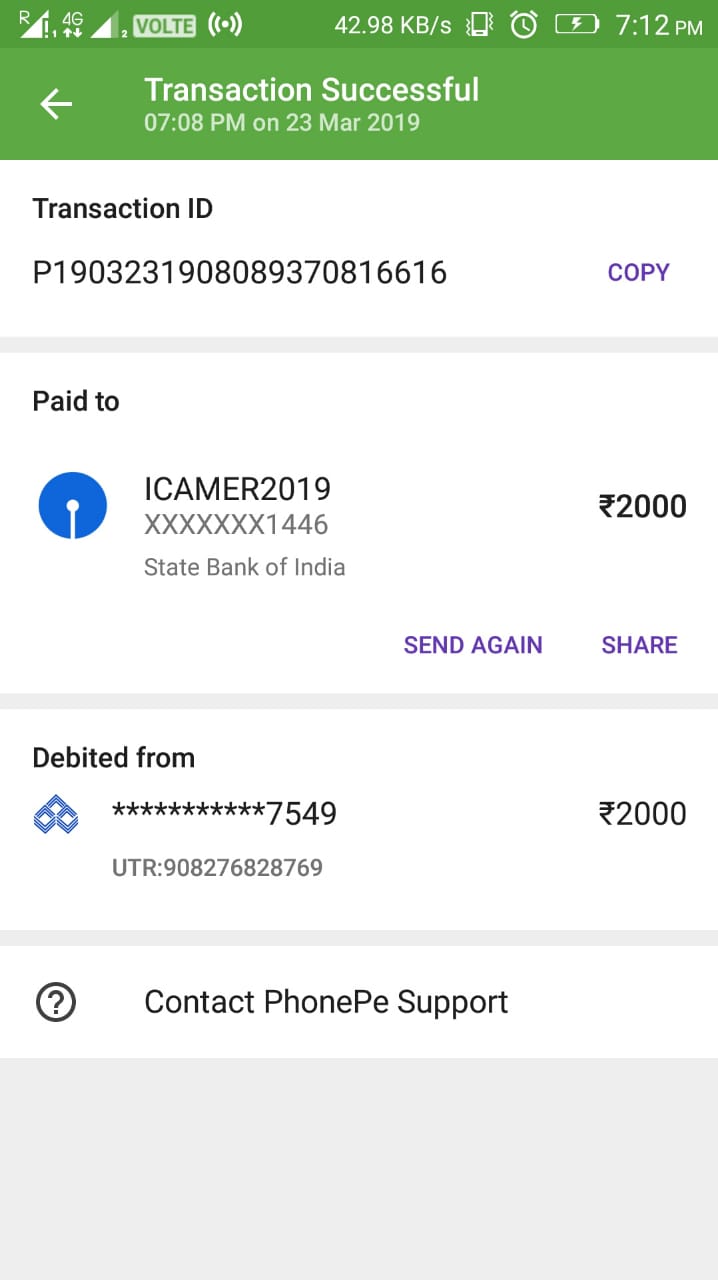 R 1 4G 2 VOLTE 42.98 KB/s 7:12 PM
Transaction Successful
07:08 PM on 23 Mar 2019
Transaction ID
P1903231908089370816616 COPY
Paid to
ICAMER2019 ₹2000
XXXXXXX1446
State Bank of India
SEND AGAIN SHARE
Debited from
***********7549 ₹2000
UTR:908276828769
Contact PhonePe Support